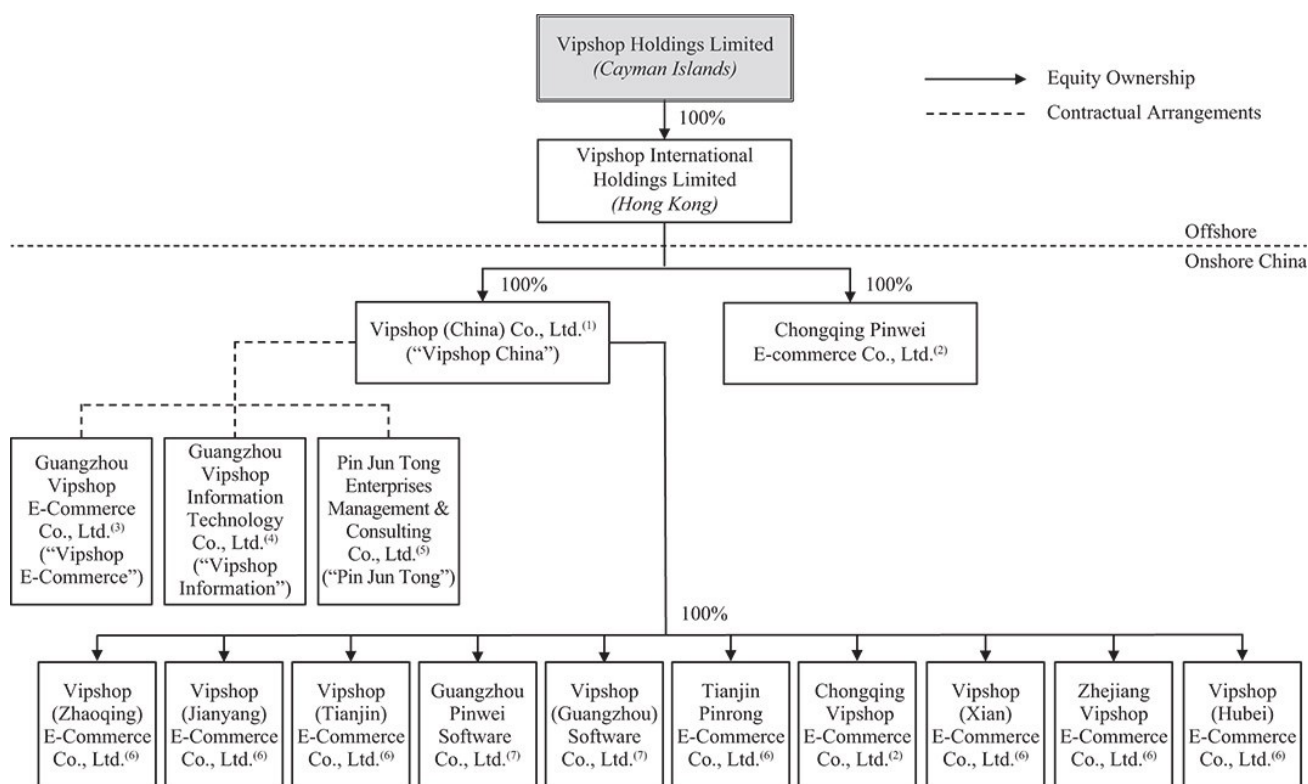 Vipshop Holdings Limited
(Cayman Islands)
Equity Ownership
Contractual Arrangements
100%
Vipshop International
Holdings Limited
(Hong Kong)
Offshore
Onshore China
100%
100%
Vipshop (China) Co., Ltd.(1)
(“Vipshop China”)
Chongqing Pinwei
E-commerce Co., Ltd.(2)
Guangzhou
Vipshop
E-Commerce
Co., Ltd.(3)
(“Vipshop
E-Commerce”)
Guangzhou
Vipshop
Information
Technology
Co., Ltd.(4)
(“Vipshop
Information”)
Pin Jun Tong
Enterprises
Management &
Consulting
Co., Ltd.(5)
(“Pin Jun Tong”)
100%
Vipshop
(Zhaoqing)
E-Commerce
Co., Ltd.(6)
Vipshop
(Jianyang)
E-Commerce
Co., Ltd.(6)
Vipshop
(Tianjin)
E-Commerce
Co., Ltd.(6)
Guangzhou
Pinwei
Software
Co., Ltd.(7)
Vipshop
(Guangzhou)
Software
Co., Ltd.(7)
Tianjin
Pinrong
E-Commerce
Co., Ltd.(6)
Chongqing
Vipshop
E-Commerce
Co., Ltd.(2)
Vipshop
(Xian)
E-Commerce
Co., Ltd.(6)
Zhejiang
Vipshop
E-Commerce
Co., Ltd.(6)
Vipshop
(Hubei)
E-Commerce
Co., Ltd.(6)